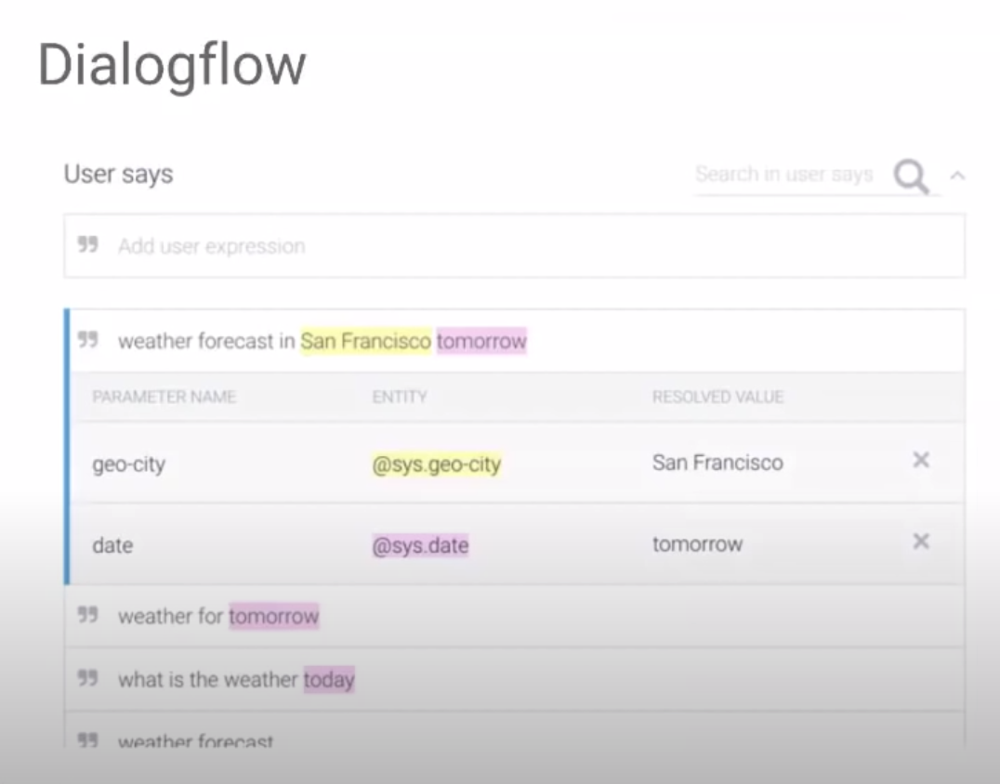 Dialogflow
User says
Search in user says
Add user expression
weather forecast in San Francisco tomorrow
PARAMETER NAME ENTITY RESOLVED VALUE
geo-city @sys.geo-city San Francisco
date @sys.date tomorrow
weather for tomorrow
what is the weather today
weather forecast